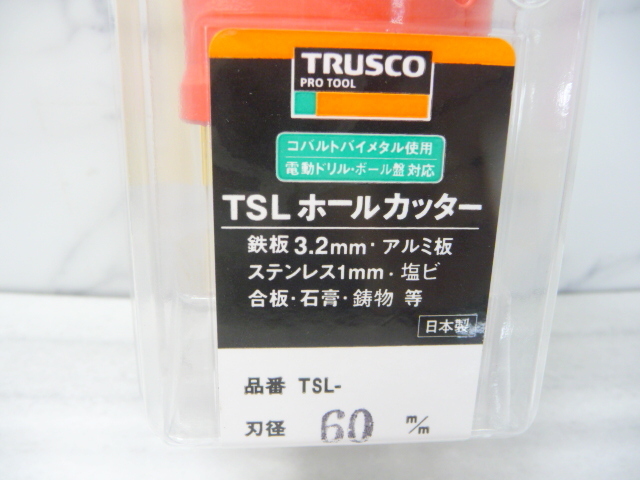 TRUSCO
PRO TOOL
コバルトバイメタル使用
電動ドリル・ボール盤対応
TSLホールカッター
鉄板3.2mm・アルミ板
ステンレス1mm・塩ビ
合板・石膏・鋳物 等
日本製
品番 TSL-
刃径 60 m/m